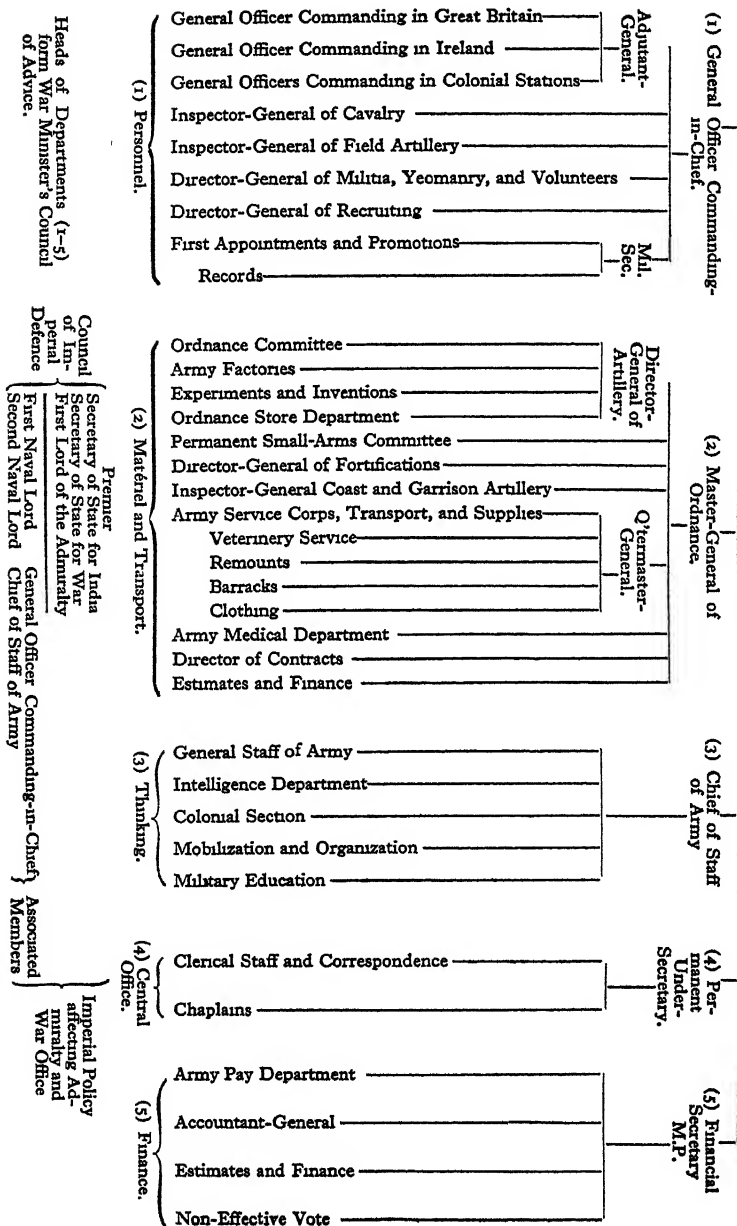 (1) General Officer Commanding-
in-Chief.
Adjutant-
General.
General Officer Commanding in Great Britain
General Officer Commanding in Ireland
General Officers Commanding in Colonial Stations
Inspector-General of Cavalry
Inspector-General of Field Artillery
Director-General of Militia, Yeomanry, and Volunteers
Director-General of Recruiting
Mil.
Sec.
First Appointments and Promotions
Records
(1) Personnel.
(2) Master-General of
Ordnance.
Director-
General of
Artillery.
Ordnance Committee
Army Factories
Experiments and Inventions
Ordnance Store Department
Permanent Small-Arms Committee
Director-General of Fortifications
Inspector-General Coast and Garrison Artillery
Q'termaster-
General.
Army Service Corps, Transport, and Supplies
Veterinery Service
Remounts
Barracks
Clothing
Army Medical Department
Director of Contracts
Estimates and Finance
(2) Matériel and Transport.
(3) Chief of Staff
of Army
General Staff of Army
Intelligence Department
Colonial Section
Mobilization and Organization
Military Education
(3) Thinking.
(4) Per-
manent
Under-
Secretary.
Clerical Staff and Correspondence
Chaplains
(4) Central
Office.
(5) Financial
Secretary
M.P.
Army Pay Department
Accountant-General
Estimates and Finance
Non-Effective Vote
(5) Finance.
Heads of Departments (1-5)
form War Minister's Council
of Advice.
Council
of Im-
perial
Defence
Premier
Secretary of State for India
Secretary of State for War
First Lord of the Admiralty
First Naval Lord
Second Naval Lord
General Officer Commanding-in-Chief
Chief of Staff of Army
Associated
Members
Imperial Policy
affecting Ad-
miralty and
War Office